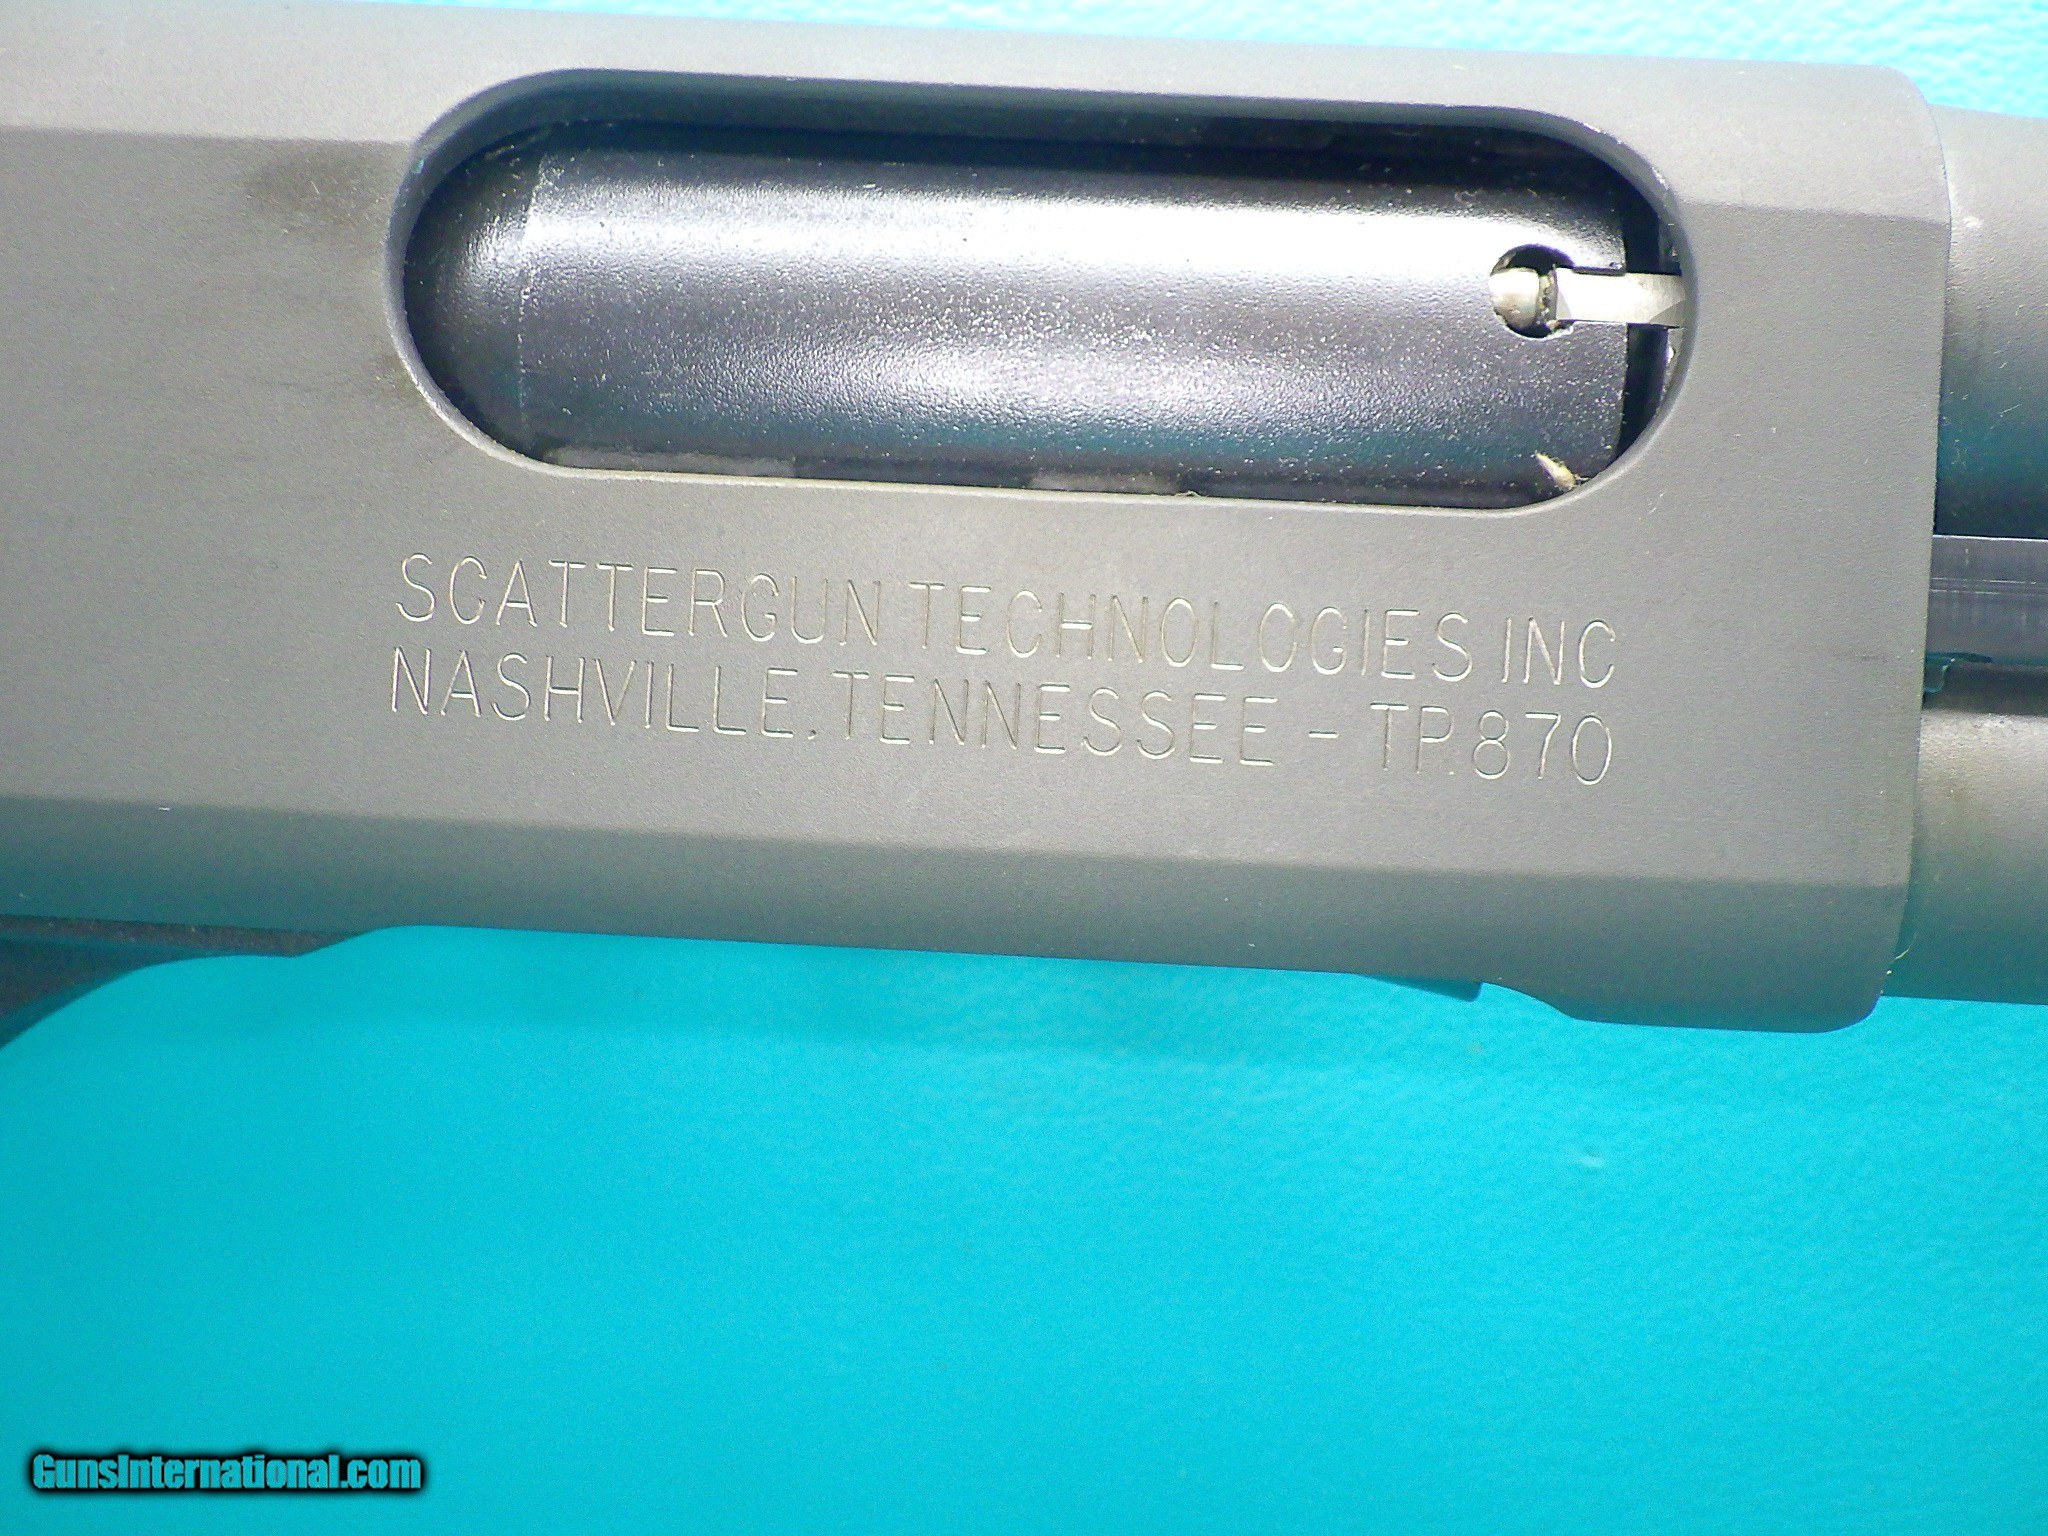 SCATTERGUN TECHNOLOGIES INC
NASHVILLE, TENNESSEE - TP.870
GunsInternational.com